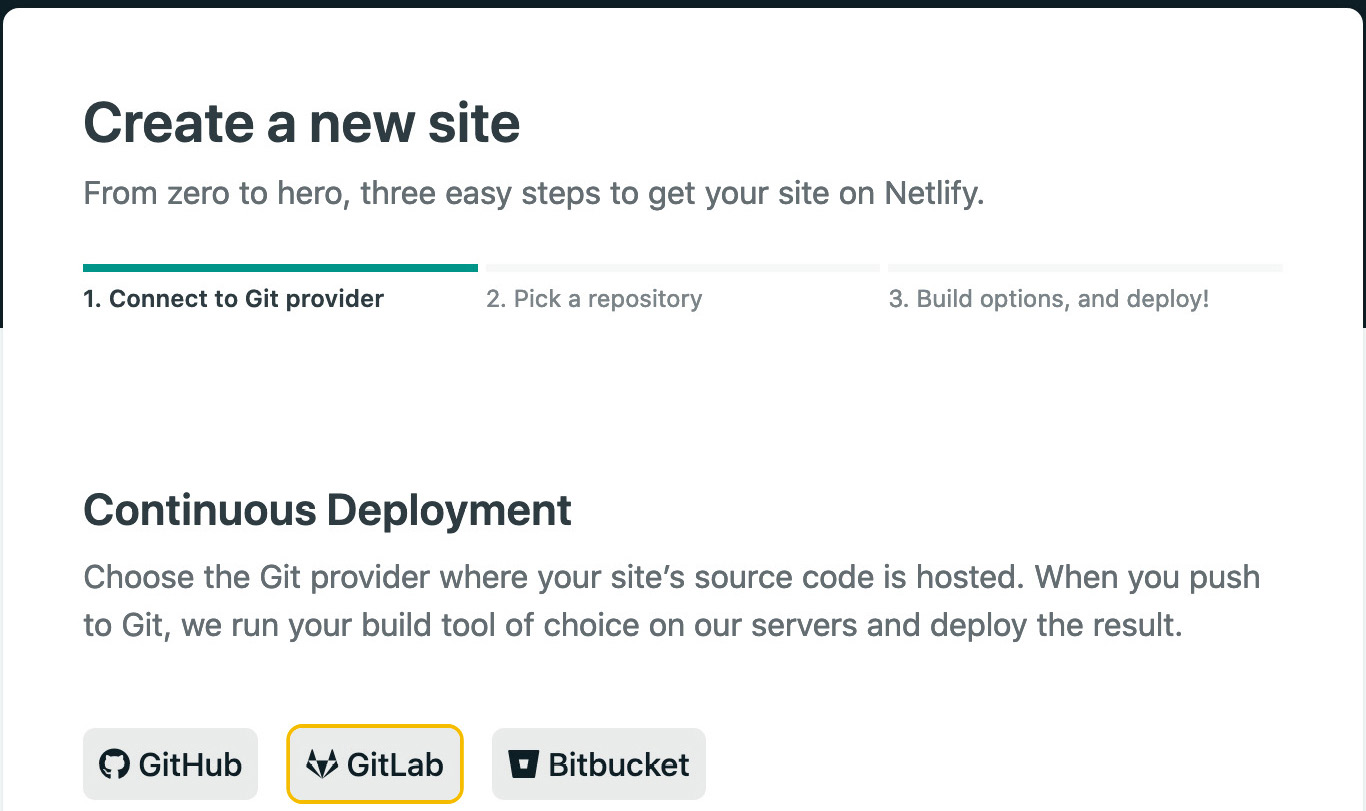 Create a new site
From zero to hero, three easy steps to get your site on Netlify.
1. Connect to Git provider
2. Pick a repository
3. Build options, and deploy!
Continuous Deployment
Choose the Git provider where your site’s source code is hosted. When you push
to Git, we run your build tool of choice on our servers and deploy the result.
GitHub
GitLab
Bitbucket